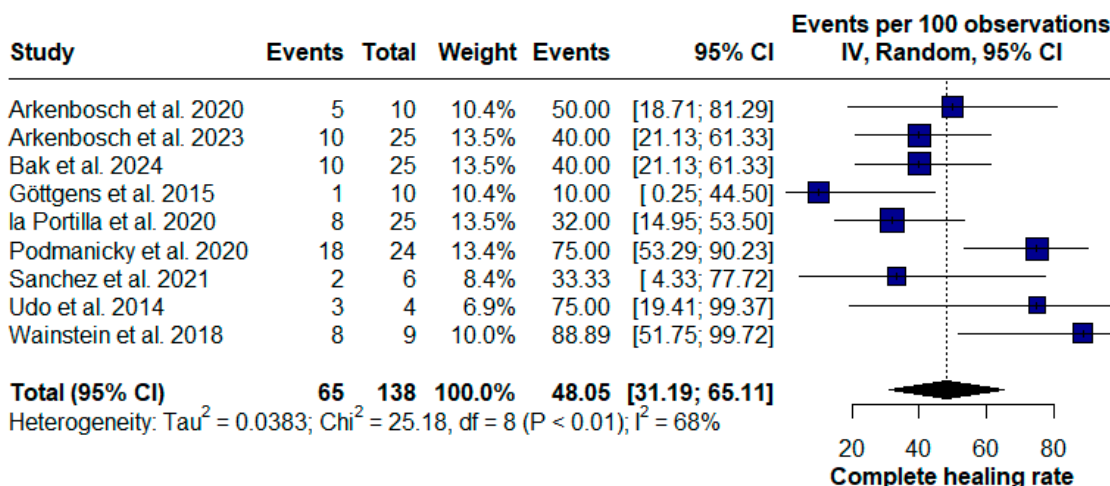 Events per 100 observations
Study Events Total Weight Events 95% CI IV, Random, 95% CI
Arkenbosch et al. 2020 5 10 10.4% 50.00 [18.71; 81.29]
Arkenbosch et al. 2023 10 25 13.5% 40.00 [21.13; 61.33]
Bak et al. 2024 10 25 13.5% 40.00 [21.13; 61.33]
Göttgens et al. 2015 1 10 10.4% 10.00 [ 0.25; 44.50]
la Portilla et al. 2020 8 25 13.5% 32.00 [14.95; 53.50]
Podmanicky et al. 2020 18 24 13.4% 75.00 [53.29; 90.23]
Sanchez et al. 2021 2 6 8.4% 33.33 [ 4.33; 77.72]
Udo et al. 2014 3 4 6.9% 75.00 [19.41; 99.37]
Wainstein et al. 2018 8 9 10.0% 88.89 [51.75; 99.72]
Total (95% CI) 65 138 100.0% 48.05 [31.19; 65.11]
Heterogeneity: Tau² = 0.0383; Chi² = 25.18, df = 8 (P < 0.01); I² = 68%
20 40 60 80
Complete healing rate